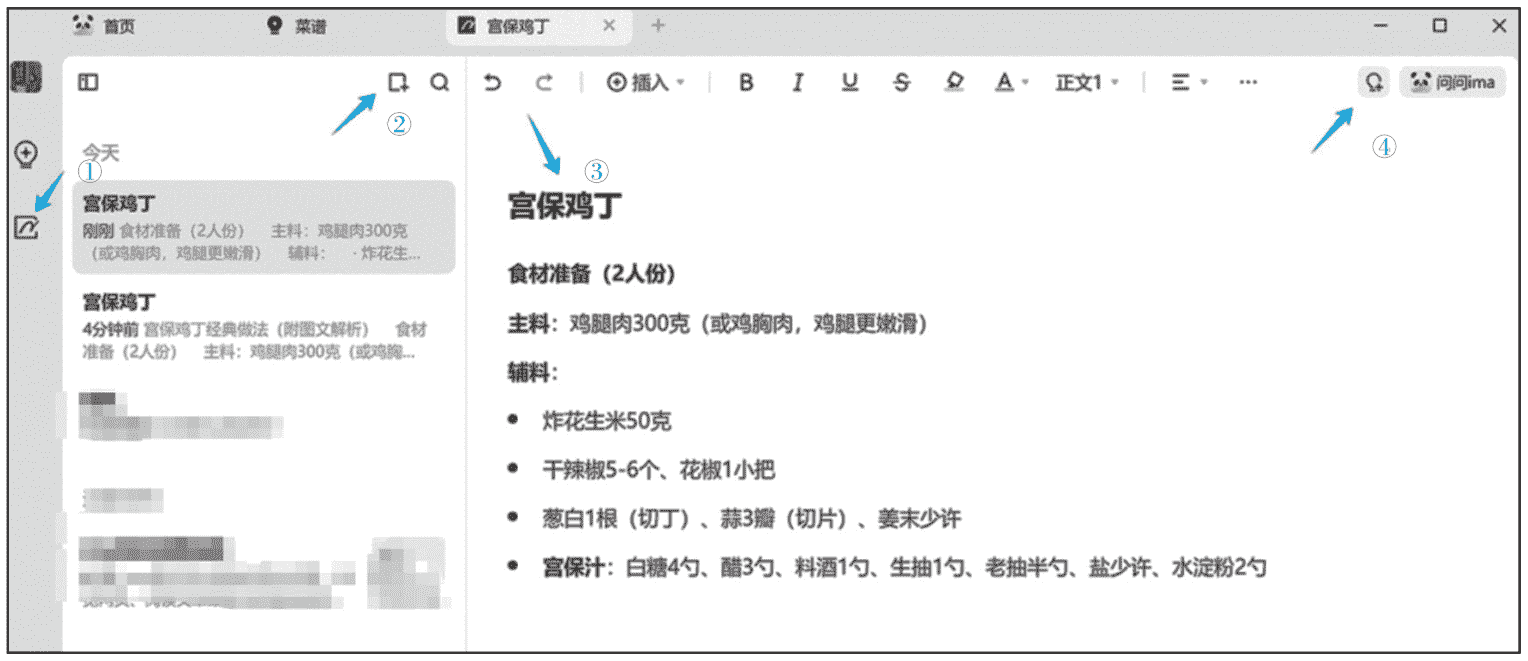 首页
菜谱
宫保鸡丁
插入
B I U S A 正文1
问问ima
②
④
今天
①
③
宫保鸡丁
刚刚 食材准备（2人份） 主料：鸡腿肉300克
（或鸡胸肉，鸡腿更嫩滑） 辅料： · 炸花生...
宫保鸡丁
4分钟前 宫保鸡丁经典做法（附图文解析） 食材
准备（2人份） 主料：鸡腿肉300克（或鸡胸...
宫保鸡丁
食材准备（2人份）
主料：鸡腿肉300克（或鸡胸肉，鸡腿更嫩滑）
辅料：
• 炸花生米50克
• 干辣椒5-6个、花椒1小把
• 葱白1根（切丁）、蒜3瓣（切片）、姜末少许
• 宫保汁：白糖4勺、醋3勺、料酒1勺、生抽1勺、老抽半勺、盐少许、水淀粉2勺